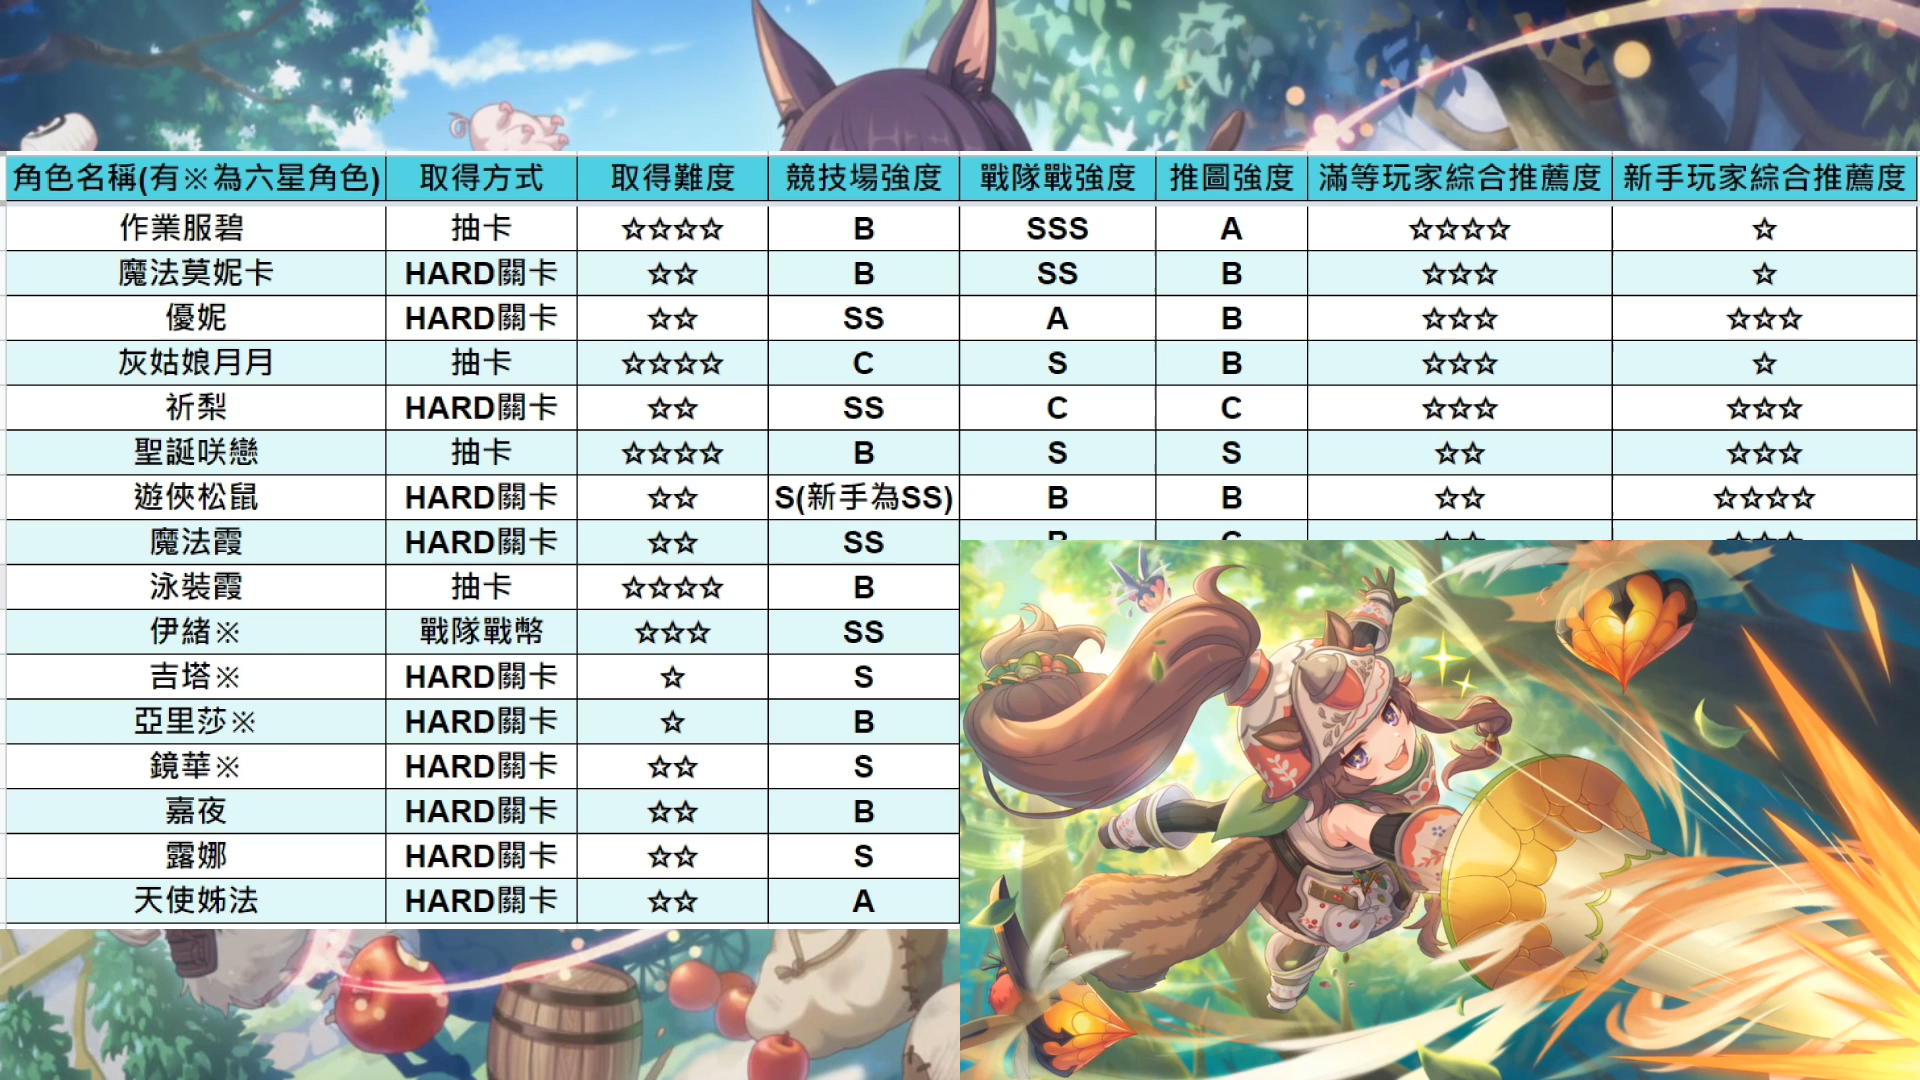 角色名稱(有※為六星角色) 取得方式 取得難度 競技場強度 戰隊戰強度 推圖強度 滿等玩家綜合推薦度 新手玩家綜合推薦度
作業服碧 抽卡 ☆☆☆☆ B SSS A ☆☆☆☆ ☆
魔法莫妮卡 HARD關卡 ☆☆ B SS B ☆☆☆ ☆
優妮 HARD關卡 ☆☆ SS A B ☆☆☆ ☆☆☆
灰姑娘月月 抽卡 ☆☆☆☆ C S B ☆☆☆ ☆
祈梨 HARD關卡 ☆☆ SS C C ☆☆☆ ☆☆☆
聖誕咲戀 抽卡 ☆☆☆☆ B S S ☆☆ ☆☆☆
遊俠松鼠 HARD關卡 ☆☆ S(新手為SS) B B ☆☆ ☆☆☆☆
魔法霞 HARD關卡 ☆☆ SS
泳裝霞 抽卡 ☆☆☆☆ B
伊緒※ 戰隊戰幣 ☆☆☆ SS
吉塔※ HARD關卡 ☆ S
亞里莎※ HARD關卡 ☆ B
鏡華※ HARD關卡 ☆☆ S
嘉夜 HARD關卡 ☆☆ B
露娜 HARD關卡 ☆☆ S
天使姊法 HARD關卡 ☆☆ A